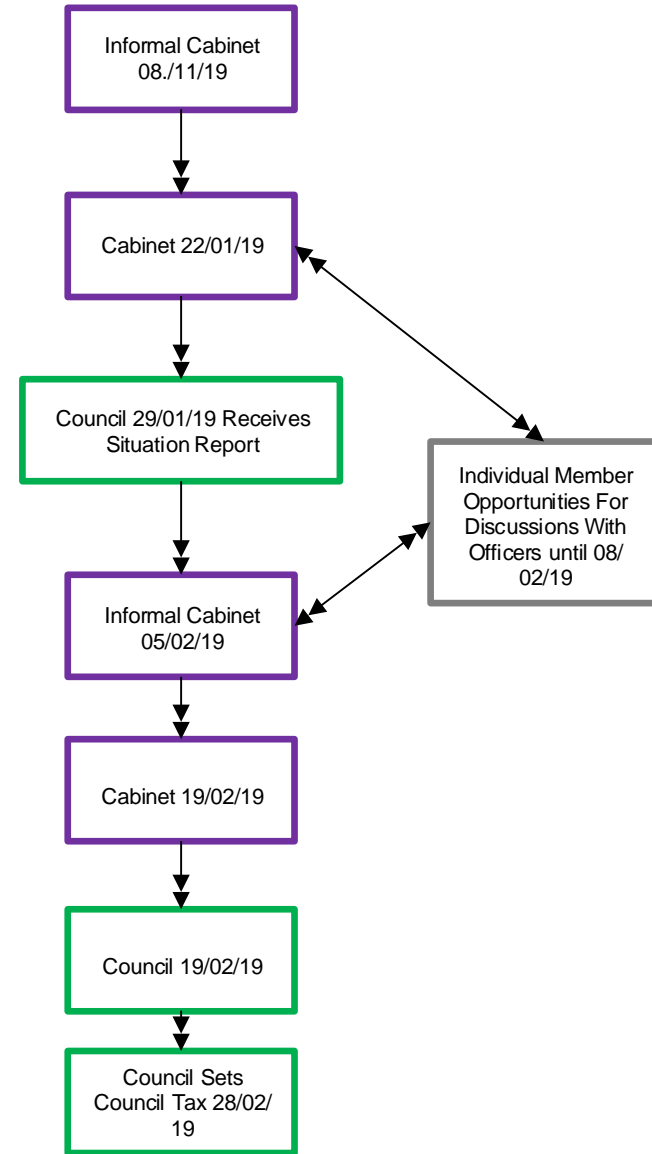 Informal Cabinet
08./11/19
Cabinet 22/01/19
Council 29/01/19 Receives
Situation Report
Individual Member
Opportunities For
Discussions With
Officers until 08/
02/19
Informal Cabinet
05/02/19
Cabinet 19/02/19
Council 19/02/19
Council Sets
Council Tax 28/02/
19